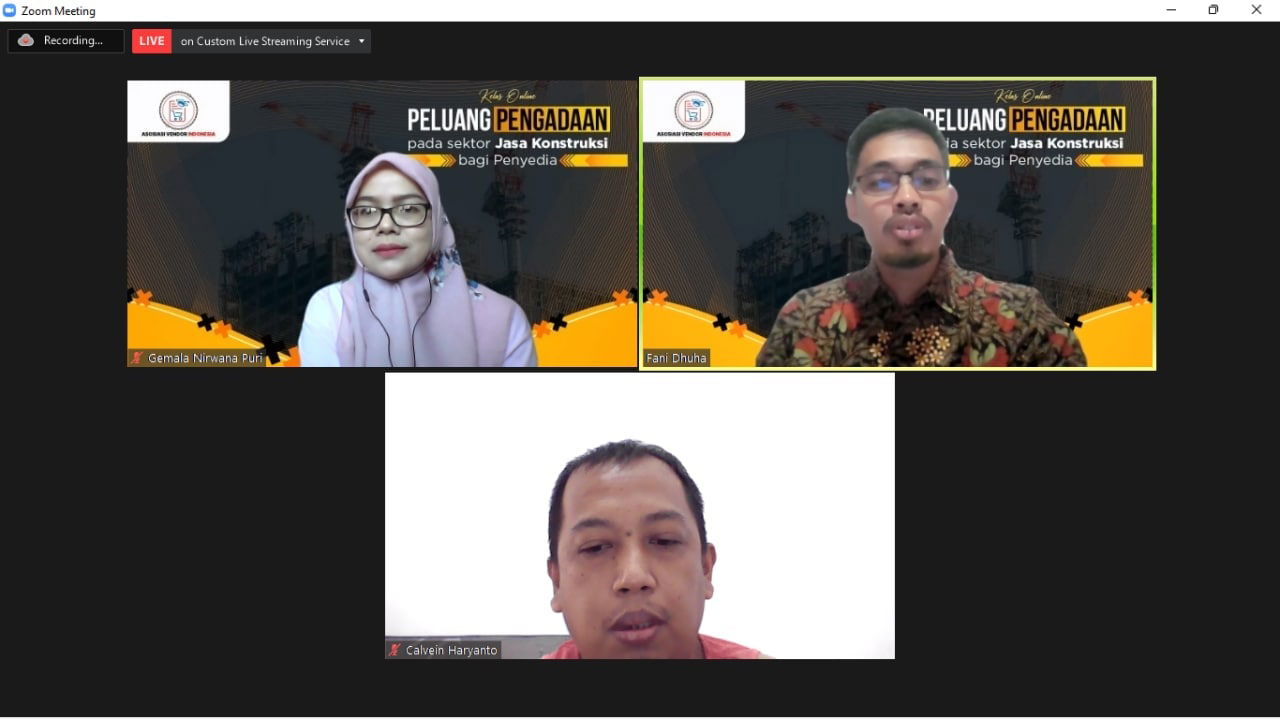 Zoom Meeting
Recording...
LIVE on Custom Live Streaming Service
ASOSIASI VENDOR INDONESIA
Kelas Online
PELUANG PENGADAAN
pada sektor Jasa Konstruksi
bagi Penyedia
Gemala Nirwana Puri
ASOSIASI VENDOR INDONESIA
Kelas Online
PELUANG PENGADAAN
da sektor Jasa Konstruksi
bagi Penyedia
Fani Dhuha
Calvein Haryanto